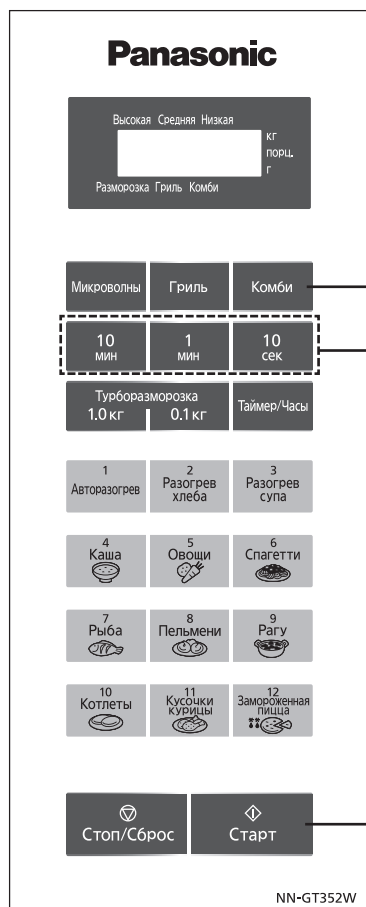 Panasonic
Высокая Средняя Низкая
кг
порц.
г
Разморозка Гриль Комби
Микроволны Гриль Комби
10 мин
1 мин
10 сек
Турборазморозка
1.0 кг 0.1 кг
Таймер/Часы
1
Авторазогрев
2
Разогрев
хлеба
3
Разогрев
супа
4
Каша
5
Овощи
6
Спагетти
7
Рыба
8
Пельмени
9
Рагу
10
Котлеты
11
Кусочки
курицы
12
Замороженная
пицца
Стоп/Сброс
Старт
NN-GT352W